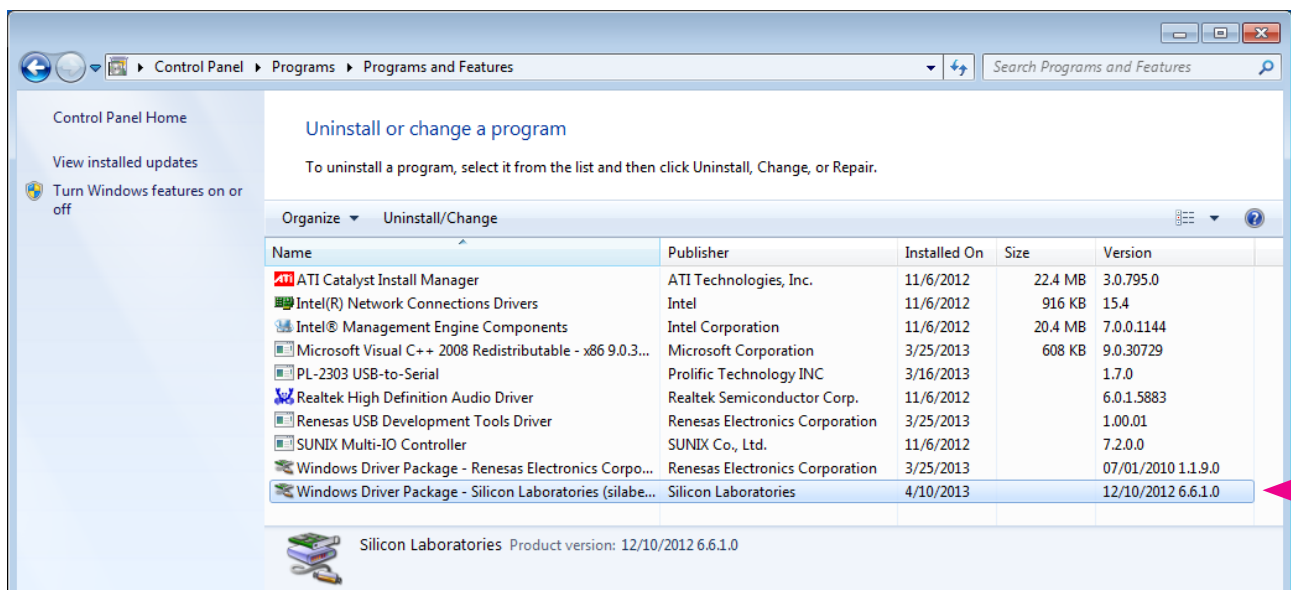 Control Panel Programs Programs and Features Search Programs and Features
Control Panel Home
View installed updates
Turn Windows features on or
off
Uninstall or change a program
To uninstall a program, select it from the list and then click Uninstall, Change, or Repair.
Organize Uninstall/Change
Name Publisher Installed On Size Version
ATI ATI Catalyst Install Manager ATI Technologies, Inc. 11/6/2012 22.4 MB 3.0.795.0
Intel(R) Network Connections Drivers Intel 11/6/2012 916 KB 15.4
Intel® Management Engine Components Intel Corporation 11/6/2012 20.4 MB 7.0.0.1144
Microsoft Visual C++ 2008 Redistributable - x86 9.0.3... Microsoft Corporation 3/25/2013 608 KB 9.0.30729
PL-2303 USB-to-Serial Prolific Technology INC 3/16/2013 1.7.0
Realtek High Definition Audio Driver Realtek Semiconductor Corp. 11/6/2012 6.0.1.5883
Renesas USB Development Tools Driver Renesas Electronics Corporation 3/25/2013 1.00.01
SUNIX Multi-IO Controller SUNIX Co., Ltd. 11/6/2012 7.2.0.0
Windows Driver Package - Renesas Electronics Corpo... Renesas Electronics Corporation 3/25/2013 07/01/2010 1.1.9.0
Windows Driver Package - Silicon Laboratories (silabe... Silicon Laboratories 4/10/2013 12/10/2012 6.6.1.0
Silicon Laboratories Product version: 12/10/2012 6.6.1.0